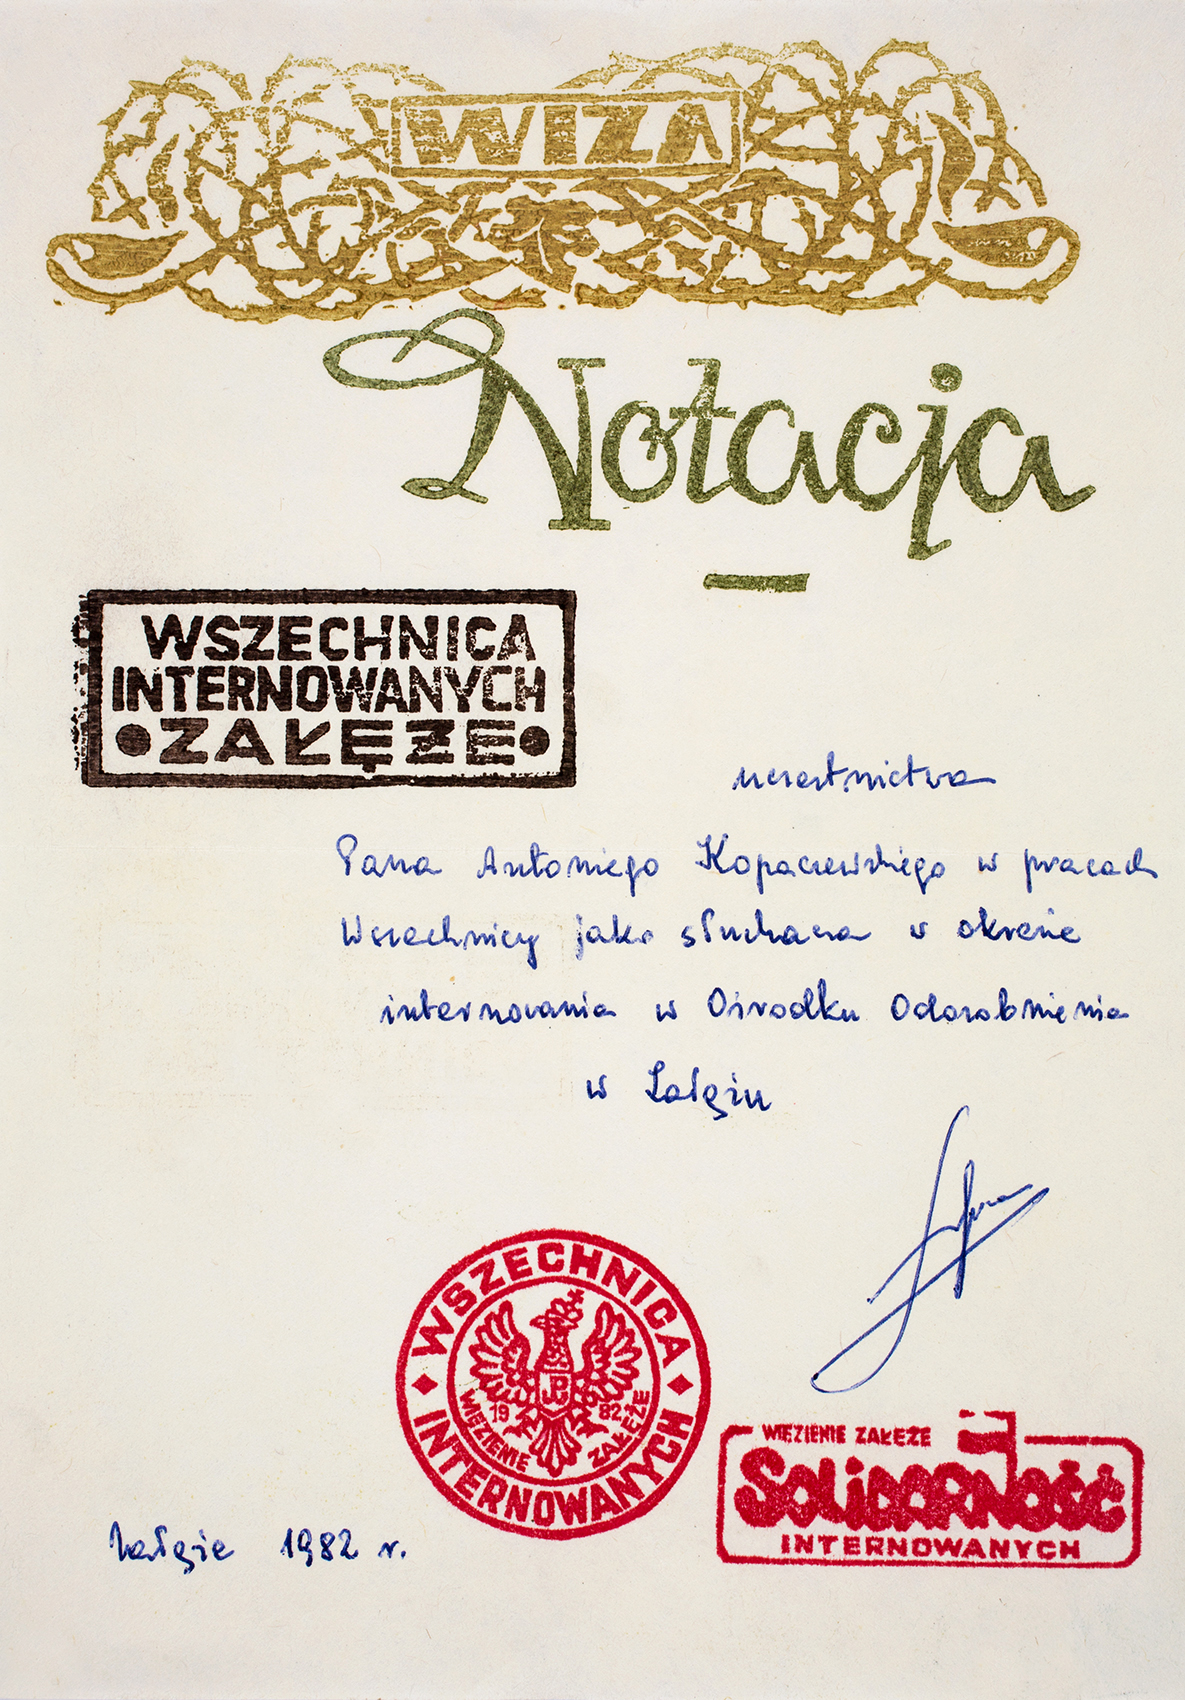 WIZA
Notacja
WSZECHNICA
INTERNOWANYCH
• ZAŁĘŻE •
uczestnictwa
Pana Antoniego Kopaczewskiego w pracach
Wszechnicy jako słuchacza w okresie
internowania w Ośrodku Odosobnienia
w Załężu
WSZECHNICA
INTERNOWANYCH
19 82
WIĘZIENIE ZAŁĘŻE
WIĘZIENIE ZAŁĘŻE
SOLIDARNOŚĆ
INTERNOWANYCH
Załęże 1982 r.